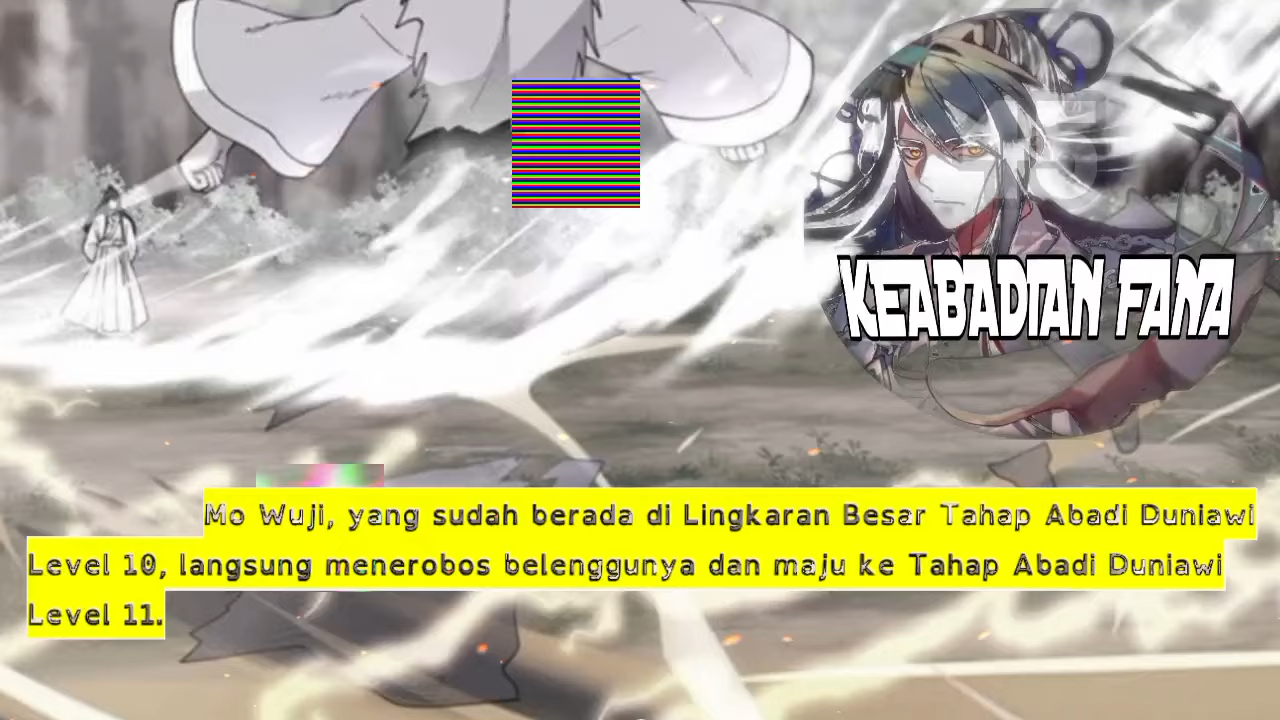 KEABADIAN FANA
Mo Wuji, yang sudah berada di Lingkaran Besar Tahap Abadi Duniawi
Level 10, langsung menerobos belenggunya dan maju ke Tahap Abadi Duniawi
Level 11.